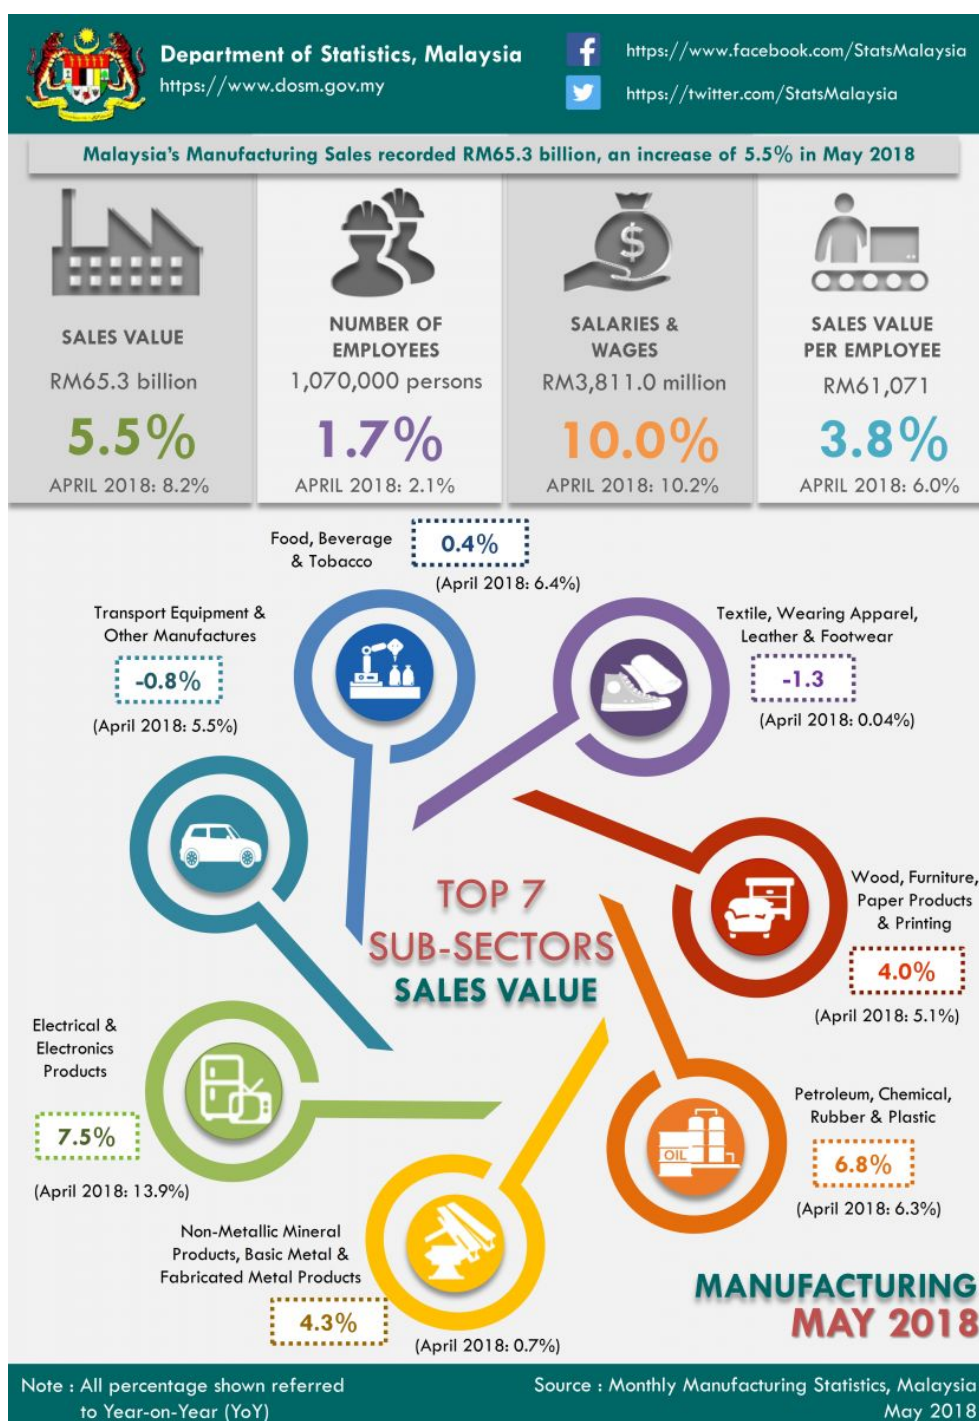 Department of Statistics, Malaysia
https://www.dosm.gov.my
https://www.facebook.com/StatsMalaysia
https://twitter.com/StatsMalaysia
Malaysia's Manufacturing Sales recorded RM65.3 billion, an increase of 5.5% in May 2018
SALES VALUE
RM65.3 billion
5.5%
APRIL 2018: 8.2%
NUMBER OF
EMPLOYEES
1,070,000 persons
1.7%
APRIL 2018: 2.1%
$
SALARIES &
WAGES
RM3,811.0 million
10.0%
APRIL 2018: 10.2%
SALES VALUE
PER EMPLOYEE
RM61,071
3.8%
APRIL 2018: 6.0%
Food, Beverage
& Tobacco
0.4%
(April 2018: 6.4%)
Transport Equipment &
Other Manufactures
-0.8%
(April 2018: 5.5%)
Textile, Wearing Apparel,
Leather & Footwear
-1.3
(April 2018: 0.04%)
TOP 7
SUB-SECTORS
SALES VALUE
Wood, Furniture,
Paper Products
& Printing
4.0%
(April 2018: 5.1%)
Electrical &
Electronics
Products
7.5%
(April 2018: 13.9%)
OIL
Petroleum, Chemical,
Rubber & Plastic
6.8%
(April 2018: 6.3%)
Non-Metallic Mineral
Products, Basic Metal &
Fabricated Metal Products
4.3%
(April 2018: 0.7%)
MANUFACTURING
MAY 2018
Note : All percentage shown referred
to Year-on-Year (YoY)
Source : Monthly Manufacturing Statistics, Malaysia
May 2018